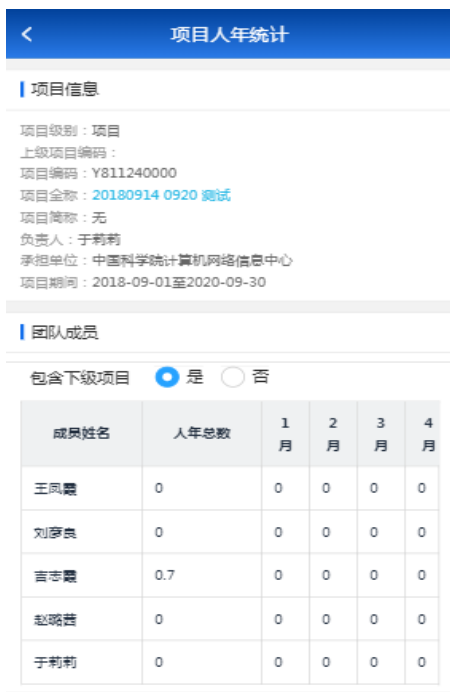 项目人年统计
项目信息
项目级别：项目
上级项目编码：
项目编码：Y811240000
项目全称：20180914 0920 测试
项目简称：无
负责人：于莉莉
承担单位：中国科学院计算机网络信息中心
项目期间：2018-09-01至2020-09-30
团队成员
包含下级项目 是 否
成员姓名 人年总数 1月 2月 3月 4月
王凤霞 0 0 0 0 0
刘彦良 0 0 0 0 0
言志霞 0.7 0 0 0 0
赵璐茜 0 0 0 0 0
于莉莉 0 0 0 0 0